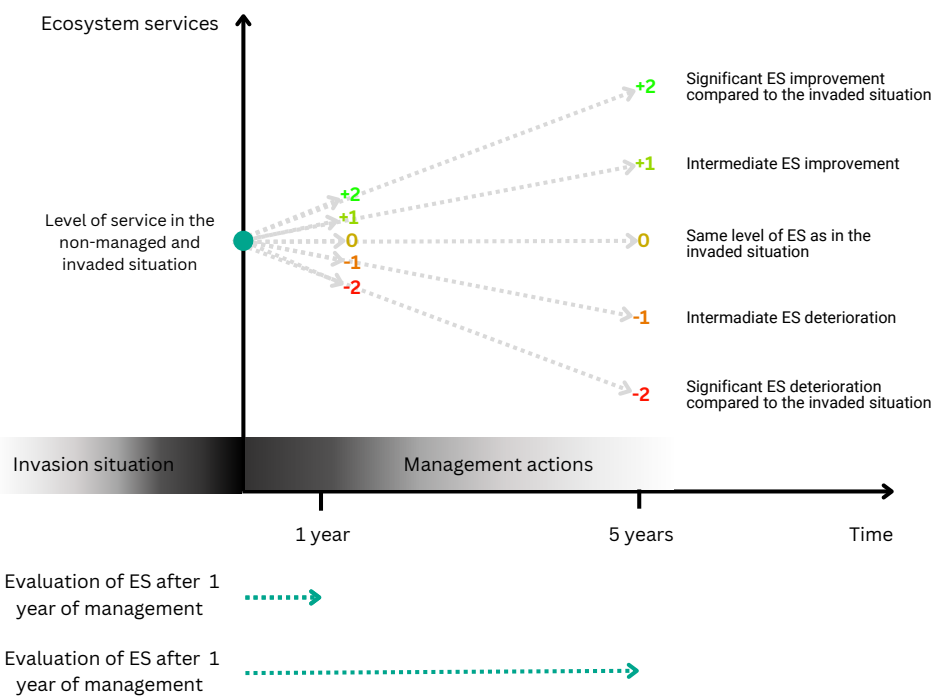 Ecosystem services
+2
Significant ES improvement
compared to the invaded situation
+1
Intermediate ES improvement
+2
+1
0
-1
-2
Level of service in the
non-managed and
invaded situation
0
Same level of ES as in the
invaded situation
-1
Intermadiate ES deterioration
-2
Significant ES deterioration
compared to the invaded situation
Invasion situation
Management actions
1 year
5 years
Time
Evaluation of ES after 1
year of management
Evaluation of ES after 1
year of management